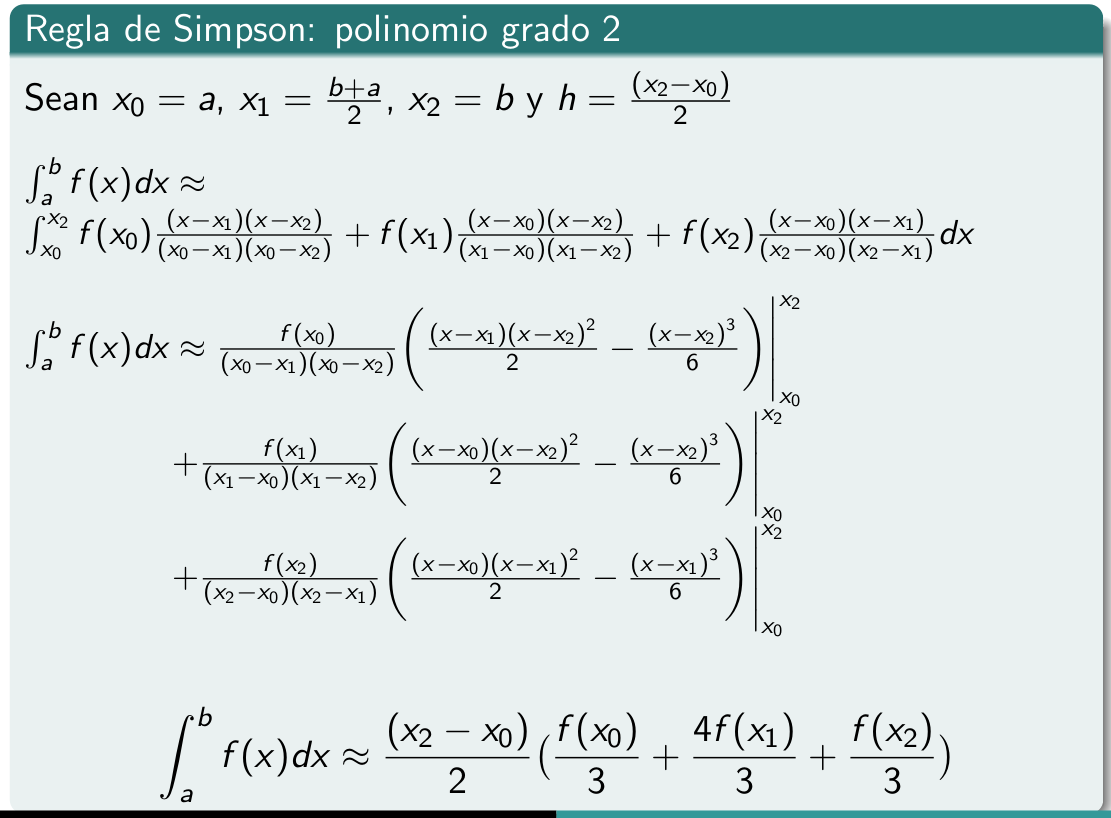 Regla de Simpson: polinomio grado 2
Sean $x_0 = a$, $x_1 = \frac{b+a}{2}$, $x_2 = b$ y $h = \frac{(x_2-x_0)}{2}$
$\int_a^b f(x)dx \approx$
$\int_{x_0}^{x_2} f(x_0)\frac{(x-x_1)(x-x_2)}{(x_0-x_1)(x_0-x_2)} + f(x_1)\frac{(x-x_0)(x-x_2)}{(x_1-x_0)(x_1-x_2)} + f(x_2)\frac{(x-x_0)(x-x_1)}{(x_2-x_0)(x_2-x_1)}dx$
$\int_a^b f(x)dx \approx \frac{f(x_0)}{(x_0-x_1)(x_0-x_2)}\left(\frac{(x-x_1)(x-x_2)^2}{2} - \frac{(x-x_2)^3}{6}\right)\Big|_{x_0}^{x_2}$
$+\frac{f(x_1)}{(x_1-x_0)(x_1-x_2)}\left(\frac{(x-x_0)(x-x_2)^2}{2} - \frac{(x-x_2)^3}{6}\right)\Big|_{x_0}^{x_2}$
$+\frac{f(x_2)}{(x_2-x_0)(x_2-x_1)}\left(\frac{(x-x_0)(x-x_1)^2}{2} - \frac{(x-x_1)^3}{6}\right)\Big|_{x_0}^{x_2}$
$\int_a^b f(x)dx \approx \frac{(x_2-x_0)}{2}(\frac{f(x_0)}{3} + \frac{4f(x_1)}{3} + \frac{f(x_2)}{3})$